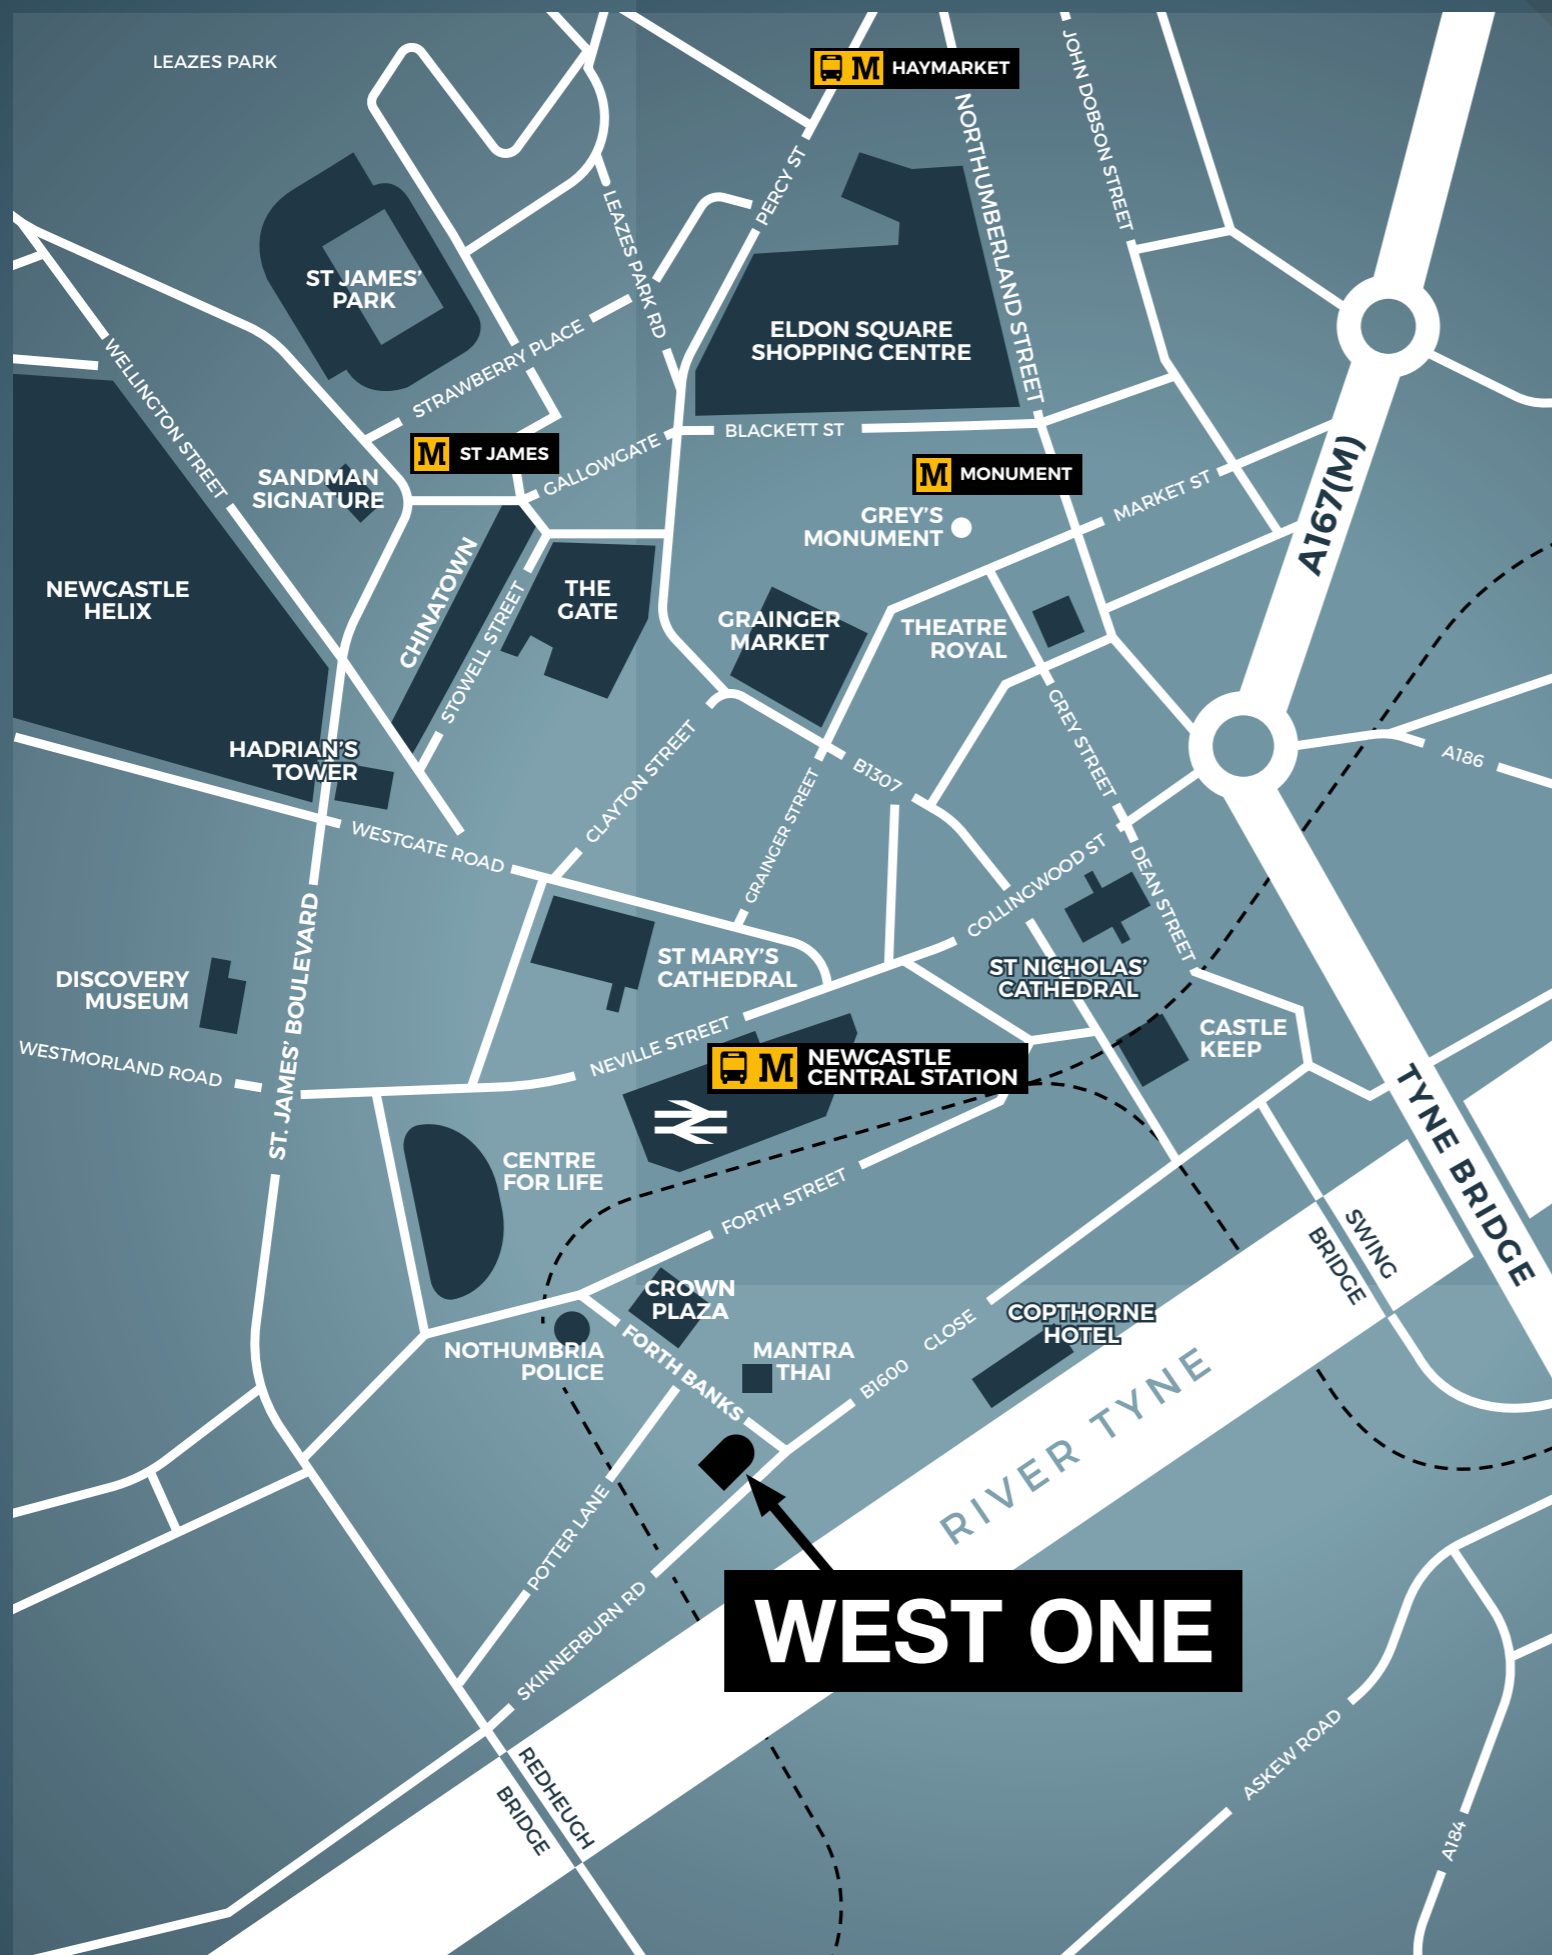 LEAZES PARK
M HAYMARKET
JOHN DOBSON STREET
NORTHUMBERLAND STREET
PERCY ST
LEAZES PARK RD
ST JAMES'
PARK
ELDON SQUARE
SHOPPING CENTRE
STRAWBERRY PLACE
WELLINGTON STREET
BLACKETT ST
M ST JAMES
GALLOWGATE
M MONUMENT
MARKET ST
A167(M)
SANDMAN
SIGNATURE
GREY'S
MONUMENT
NEWCASTLE
HELIX
CHINATOWN
STOWELL STREET
THE
GATE
GRAINGER
MARKET
THEATRE
ROYAL
GREY STREET
HADRIAN'S
TOWER
CLAYTON STREET
GRAINGER STREET
B1307
A186
WESTGATE ROAD
COLLINGWOOD ST
DEAN STREET
ST. JAMES' BOULEVARD
DISCOVERY
MUSEUM
ST MARY'S
CATHEDRAL
ST NICHOLAS'
CATHEDRAL
CASTLE
KEEP
WESTMORLAND ROAD
NEVILLE STREET
M NEWCASTLE
CENTRAL STATION
TYNE BRIDGE
CENTRE
FOR LIFE
FORTH STREET
SWING
BRIDGE
CROWN
PLAZA
NOTHUMBRIA
POLICE
FORTH BANKS
MANTRA
THAI
B1600
CLOSE
COPTHORNE
HOTEL
RIVER TYNE
POTTER LANE
SKINNERBURN RD
WEST ONE
REDHEUGH
BRIDGE
ASKEW ROAD
A184